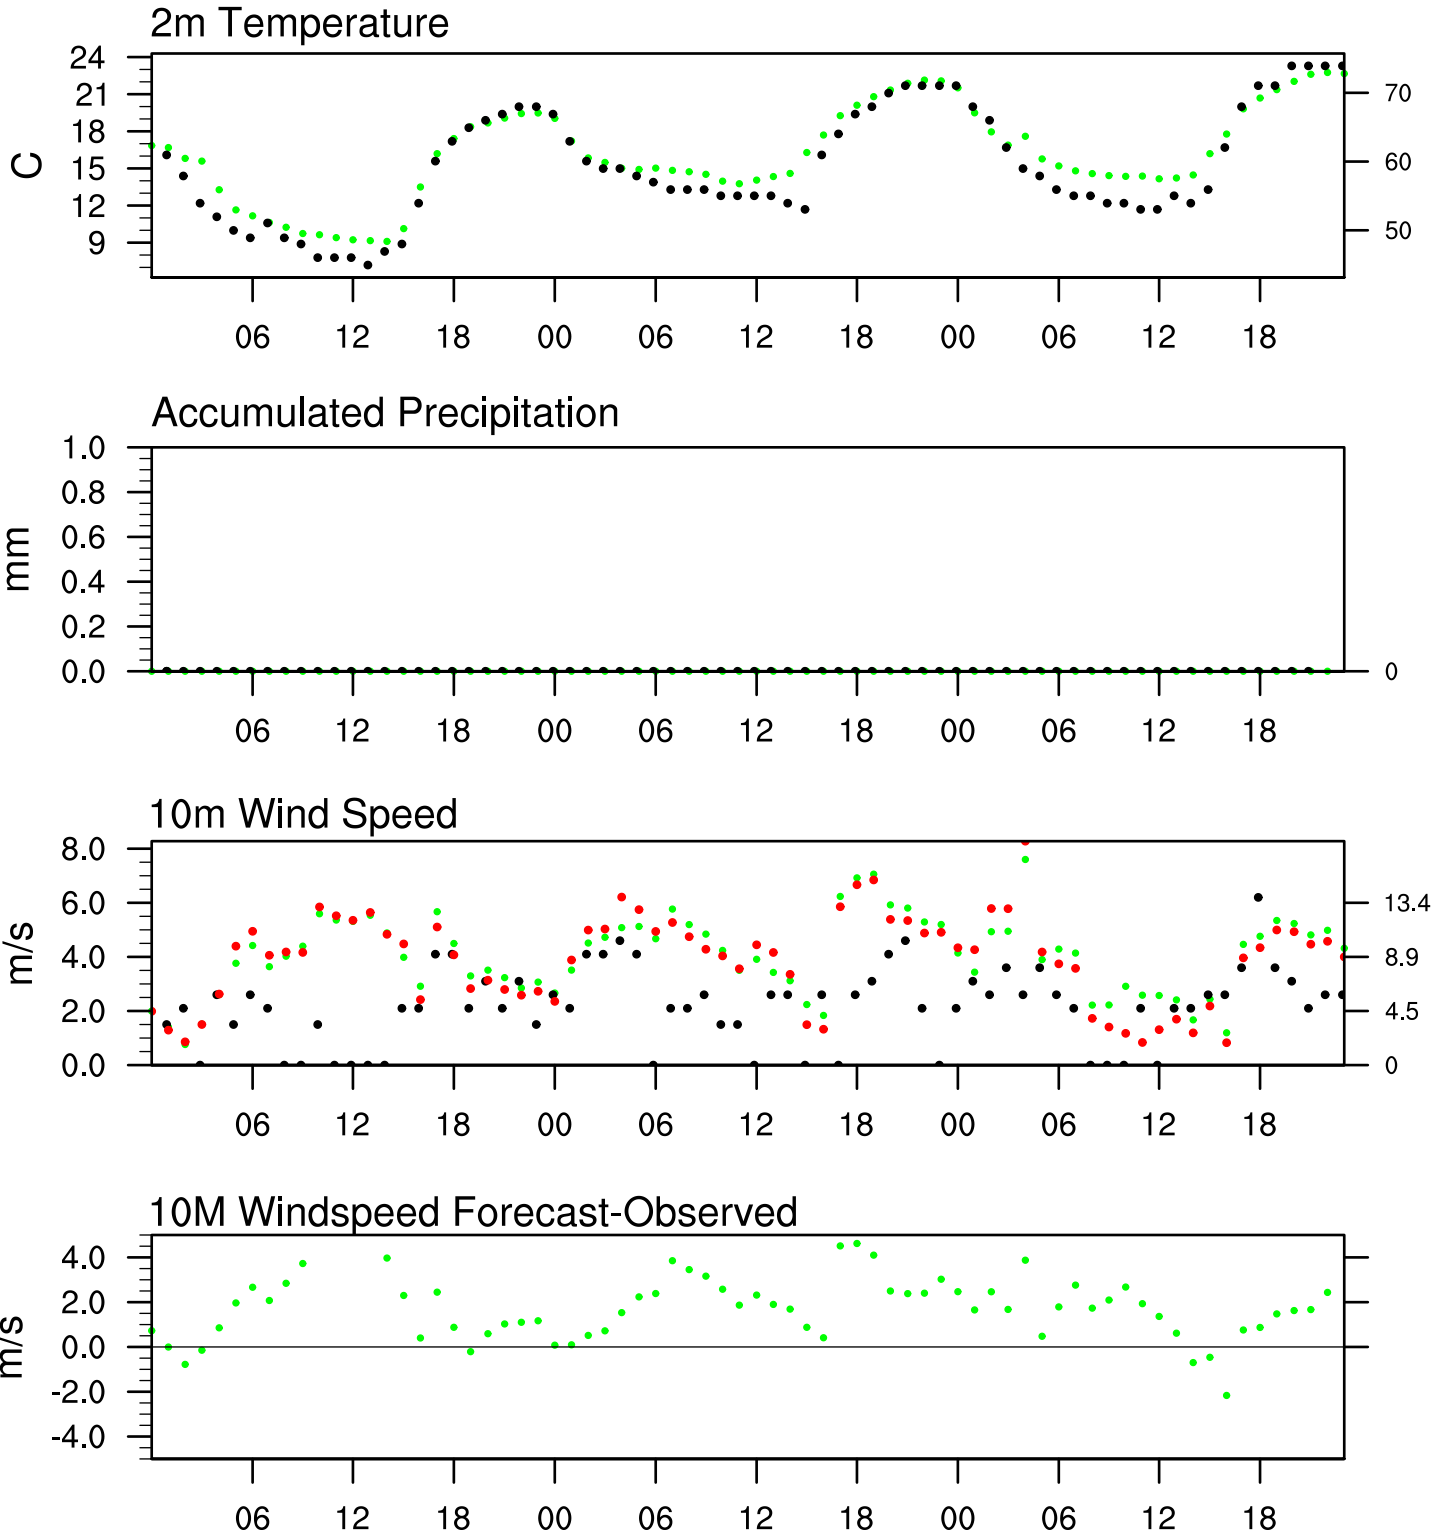 2m Temperature
24
21
18
15
12
9
C
70
60
50
06 12 18 00 06 12 18 00 06 12 18
Accumulated Precipitation
1.0
0.8
0.6
0.4
0.2
0.0
mm
0
06 12 18 00 06 12 18 00 06 12 18
10m Wind Speed
8.0
6.0
4.0
2.0
0.0
m/s
13.4
8.9
4.5
0
06 12 18 00 06 12 18 00 06 12 18
10M Windspeed Forecast-Observed
4.0
2.0
0.0
-2.0
-4.0
m/s
06 12 18 00 06 12 18 00 06 12 18